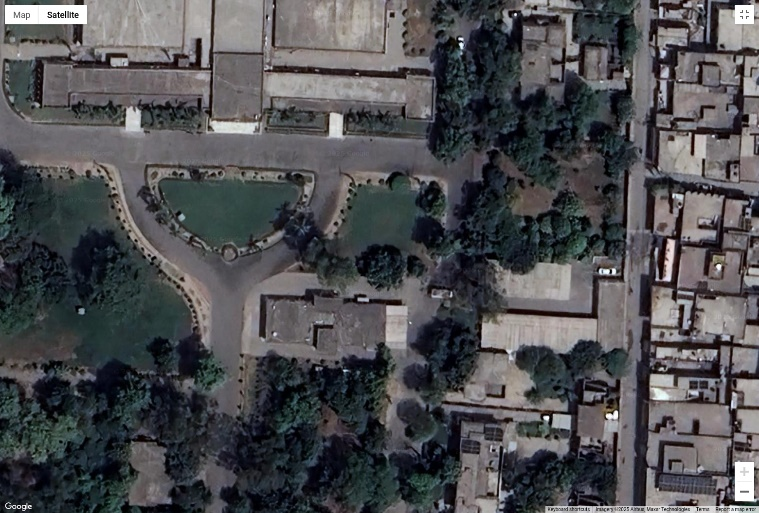 Map Satellite
Google
Keyboard shortcuts Imagery ©2025 Airbus, Maxar Technologies Terms Report a map error